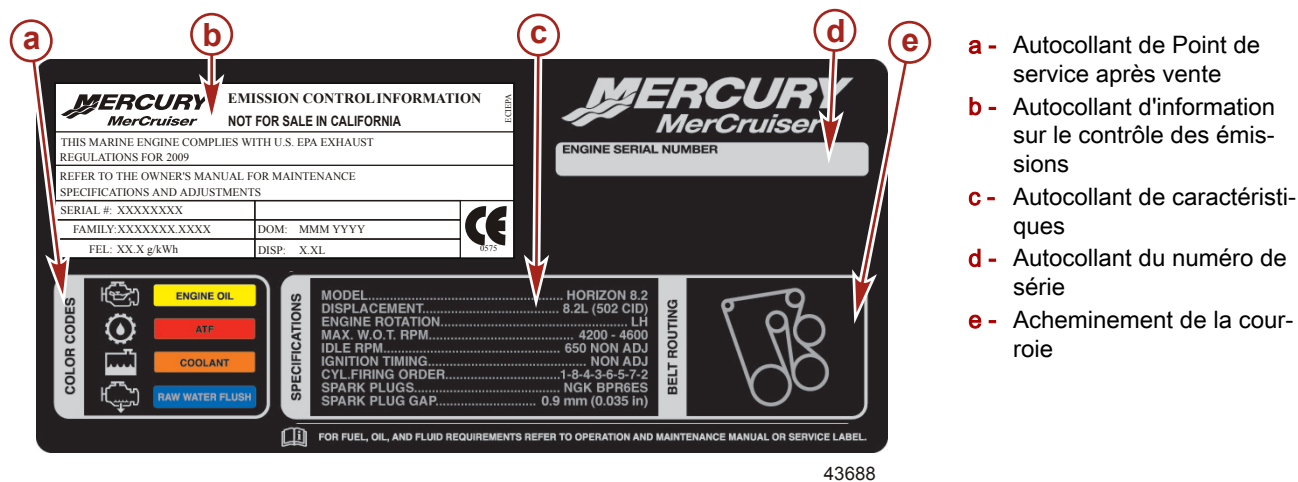 a b c d e
MERCURY
MerCruiser
EMISSION CONTROL INFORMATION
NOT FOR SALE IN CALIFORNIA
ECIEPA
THIS MARINE ENGINE COMPLIES WITH U.S. EPA EXHAUST
REGULATIONS FOR 2009
REFER TO THE OWNER'S MANUAL FOR MAINTENANCE
SPECIFICATIONS AND ADJUSTMENTS
SERIAL #: XXXXXXXX
FAMILY:XXXXXXX.XXXX DOM: MMM YYYY
FEL: XX.X g/kWh DISP: X.XL
CE
0575
MERCURY
MerCruiser
ENGINE SERIAL NUMBER
COLOR CODES
ENGINE OIL
ATF
COOLANT
RAW WATER FLUSH
SPECIFICATIONS
MODEL HORIZON 8.2
DISPLACEMENT 8.2L (502 CID)
ENGINE ROTATION LH
MAX. W.O.T. RPM 4200 - 4600
IDLE RPM 650 NON ADJ
IGNITION TIMING NON ADJ
CYL.FIRING ORDER 1-8-4-3-6-5-7-2
SPARK PLUGS NGK BPR6ES
SPARK PLUG GAP 0.9 mm (0.035 in)
BELT ROUTING
FOR FUEL, OIL, AND FLUID REQUIREMENTS REFER TO OPERATION AND MAINTENANCE MANUAL OR SERVICE LABEL.
43688
a - Autocollant de Point de
service après vente
b - Autocollant d'information
sur le contrôle des émis-
sions
c - Autocollant de caractéristi-
ques
d - Autocollant du numéro de
série
e - Acheminement de la cour-
roie